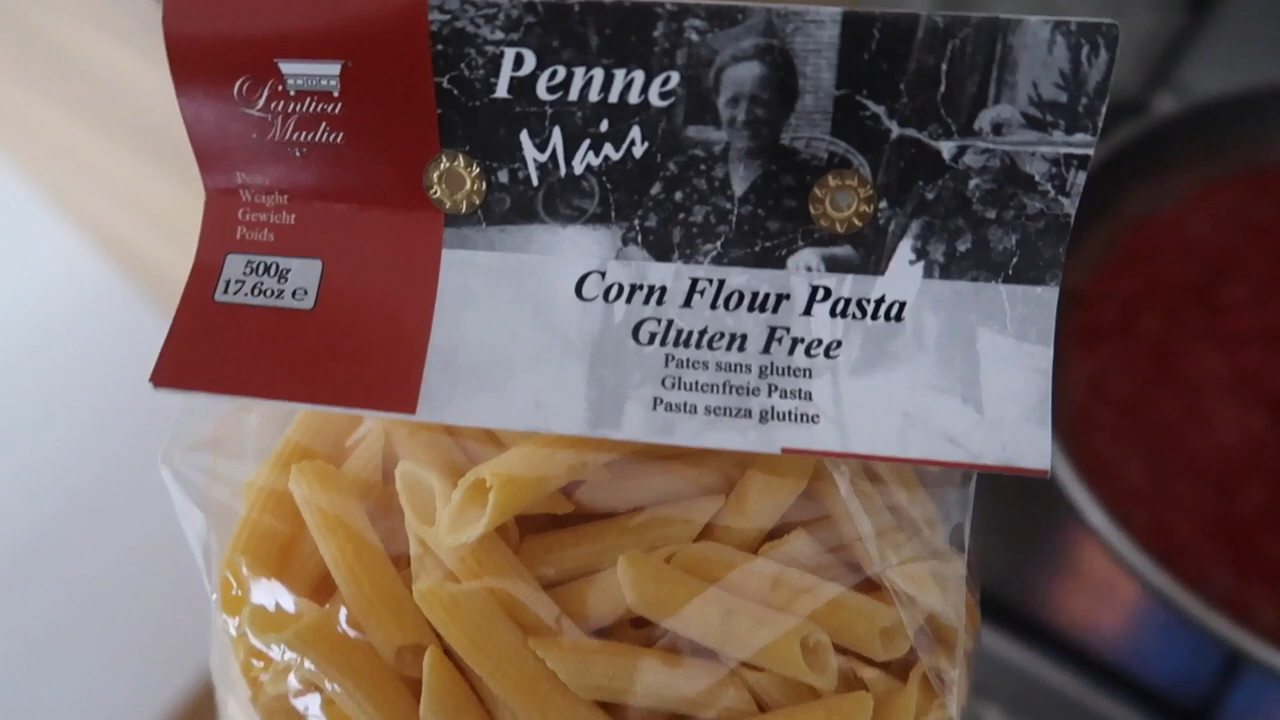 L'antica
Madia
Peso
Weight
Gewicht
Poids
500g
17.6oz e
Penne
Mais
Corn Flour Pasta
Gluten Free
Pates sans gluten
Glutenfreie Pasta
Pasta senza glutine